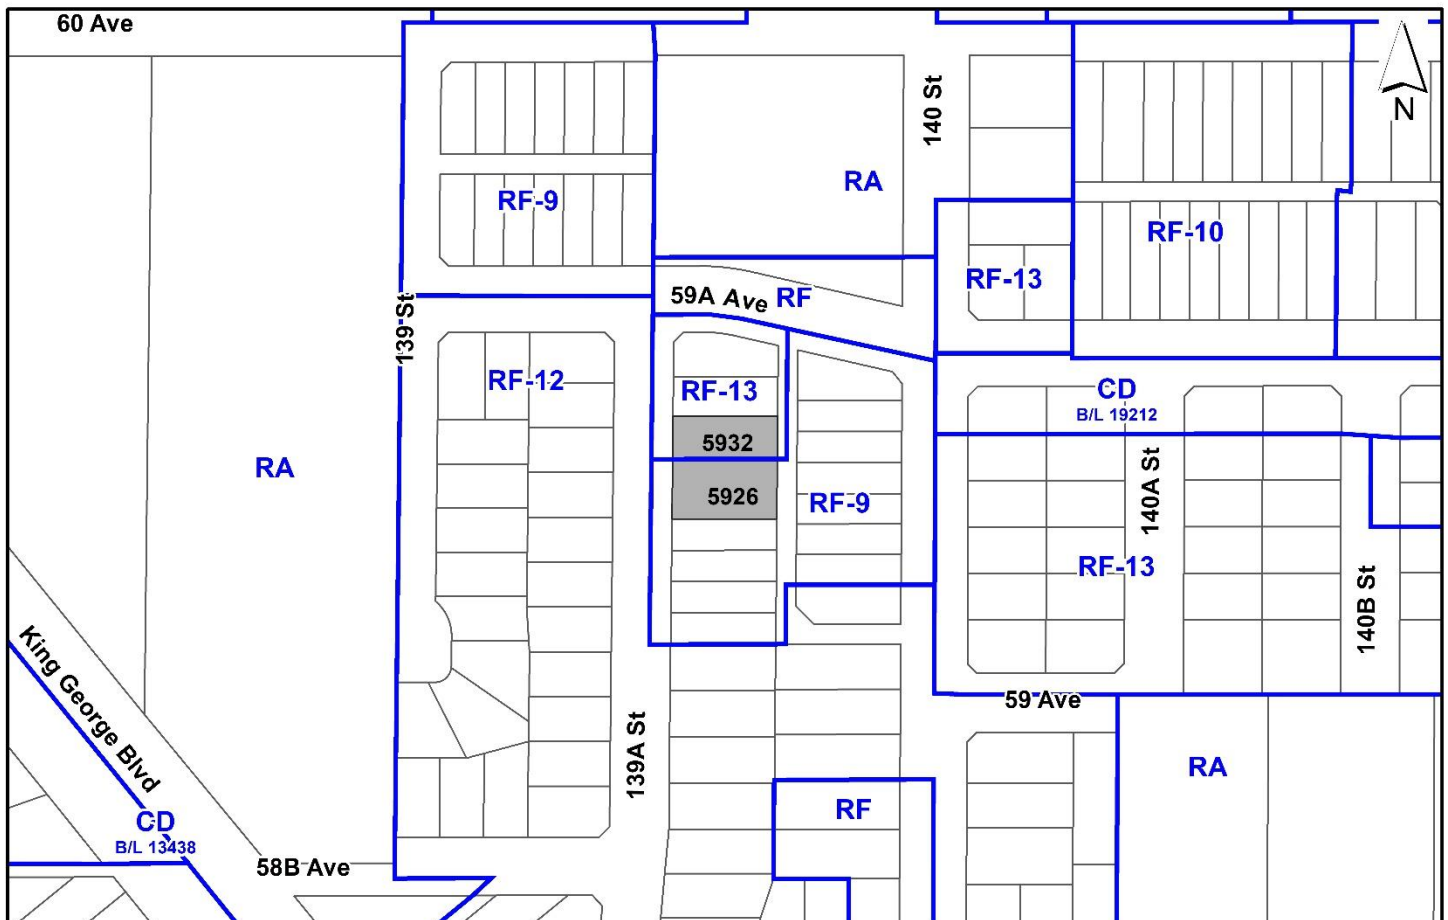 60 Ave
140 St
N
RA
RF-9
RF-10
RF-13
59A Ave
RF
139 St
RF-12
RF-13
CD
B/L 19212
5932
RA
5926
RF-9
140A St
RF-13
140B St
King George Blvd
59 Ave
139A St
RA
RF
CD
B/L 13438
58B Ave